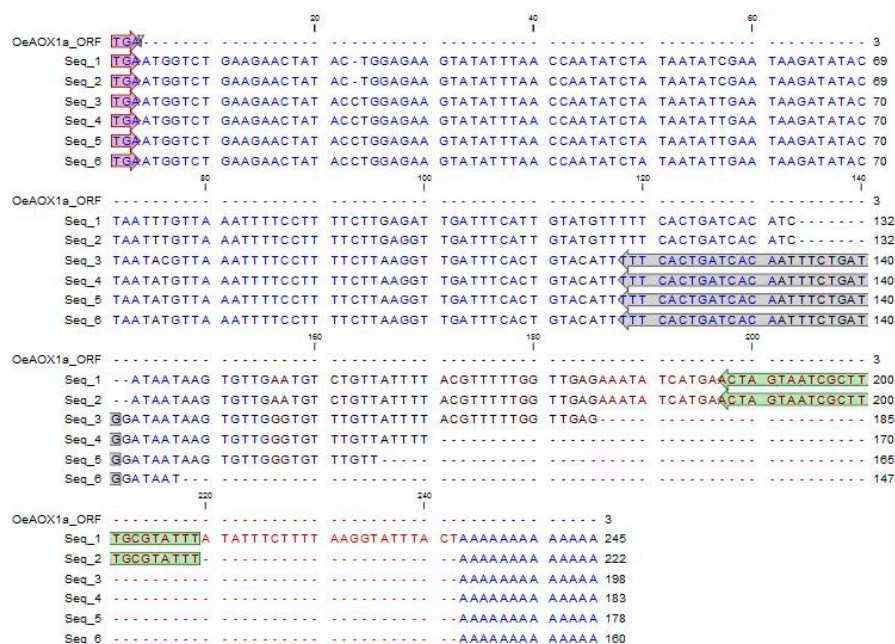 20 40 60
OeAOX1a_ORF TGA- - - - - - - - - - - - - - - - - - - - - - - - - - - - - - - - - - - - - - - - - - - - - - - - - - - - - - - - - - - - - - - - - - - 3
Seq_1 TGAATGGTCT GAAGAACTAT AC-TGGAGAA GTATATTTAA CCAATATCTA TAATATCGAA TAAGATATAC 69
Seq_2 TGAATGGTCT GAAGAACTAT AC-TGGAGAA GTATATTTAA CCAATATCTA TAATATCGAA TAAGATATAC 69
Seq_3 TGAATGGTCT GAAGAACTAT ACCTGGAGAA GTATATTTAA CCAATATCTA TAATATTGAA TAAGATATAC 70
Seq_4 TGAATGGTCT GAAGAACTAT ACCTGGAGAA GTATATTTAA CCAATATCTA TAATATTGAA TAAGATATAC 70
Seq_5 TGAATGGTCT GAAGAACTAT ACCTGGAGAA GTATATTTAA CCAATATCTA TAATATTGAA TAAGATATAC 70
Seq_6 TGAATGGTCT GAAGAACTAT ACCTGGAGAA GTATATTTAA CCAATATCTA TAATATTGAA TAAGATATAC 70
80 100 120 140
OeAOX1a_ORF - - - - - - - - - - - - - - - - - - - - - - - - - - - - - - - - - - - - - - - - - - - - - - - - - - - - - - - - - - - - - - - - - - - - - - 3
Seq_1 TAATTTGTTA AATTTTCCTT TTCTTGAGAT TGATTTCATT GTATGTTTTT CACTGATCAC ATC------- 132
Seq_2 TAATTTGTTA AATTTTCCTT TTCTTGAGGT TGATTTCATT GTATGTTTTT CACTGATCAC ATC------- 132
Seq_3 TAATACGTTA AATTTTCCTT TTCTTAAGGT TGATTTCACT GTACATTTTT CACTGATCAC AATTTCTGAT 140
Seq_4 TAATATGTTA AATTTTCCTT TTCTTAAGGT TGATTTCACT GTACATTTTT CACTGATCAC AATTTCTGAT 140
Seq_5 TAATATGTTA AATTTTCCTT TTCTTAAGGT TGATTTCACT GTACATTTTT CACTGATCAC AATTTCTGAT 140
Seq_6 TAATATGTTA AATTTTCCTT TTCTTAAGGT TGATTTCACT GTACATTTTT CACTGATCAC AATTTCTGAT 140
160 180 200
OeAOX1a_ORF - - - - - - - - - - - - - - - - - - - - - - - - - - - - - - - - - - - - - - - - - - - - - - - - - - - - - - - - - - - - - - - - - - - - - - 3
Seq_1 --ATAATAAG TGTTGAATGT CTGTTATTTT ACGTTTTTGG TTGAGAAATA TCATGAACTA GTAATCGCTT 200
Seq_2 --ATAATAAG TGTTGAATGT CTGTTATTTT ACGTTTTTGG TTGAGAAATA TCATGAACTA GTAATCGCTT 200
Seq_3 GGATAATAAG TGTTGGGTGT TTGTTATTTT ACGTTTTTGG TTGAG- - - - - - - - - - - - - - - - - - - - - - - - - 185
Seq_4 GGATAATAAG TGTTGGGTGT TTGTTATTTT - - - - - - - - - - - - - - - - - - - - - - - - - - - - - - - - - - - - - - - - 170
Seq_5 GGATAATAAG TGTTGGGTGT TTGTT- - - - - - - - - - - - - - - - - - - - - - - - - - - - - - - - - - - - - - - - - - - - - 165
Seq_6 GGATAAT- - - - - - - - - - - - - - - - - - - - - - - - - - - - - - - - - - - - - - - - - - - - - - - - - - - - - - - - - - - - - - - 147
220 240
OeAOX1a_ORF - - - - - - - - - - - - - - - - - - - - - - - - - - - - - - - - - - - - - - - - - - - - - 3
Seq_1 TGCGTATTTA TATTTCTTTT AAGGTATTTA CTAAAAAAAA AAAAA 245
Seq_2 TGCGTATTT- - - - - - - - - - - - - - - - - - - - - - - AAAAAAAA AAAAA 222
Seq_3 - - - - - - - - - - - - - - - - - - - - - - - - - - - - - - - - AAAAAAAA AAAAA 198
Seq_4 - - - - - - - - - - - - - - - - - - - - - - - - - - - - - - - - AAAAAAAA AAAAA 183
Seq_5 - - - - - - - - - - - - - - - - - - - - - - - - - - - - - - - - AAAAAAAA AAAAA 178
Seq_6 - - - - - - - - - - - - - - - - - - - - - - - - - - - - - - - - AAAAAAAA AAAAA 160